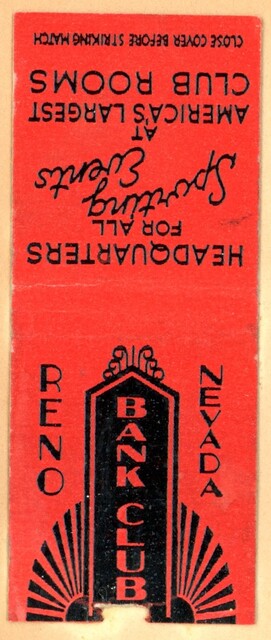 HEADQUARTERS
FOR ALL
Sporting
Events
AT
AMERICA'S LARGEST
CLUB ROOMS
CLOSE COVER BEFORE STRIKING MATCH
RENO
BANK CLUB
NEVADA